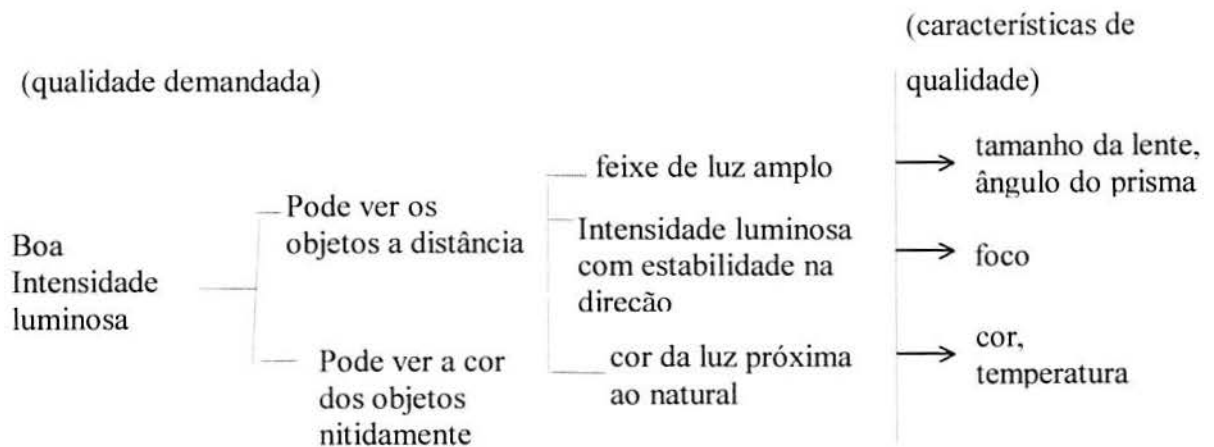 (qualidade demandada)
(características de
qualidade)
Boa
Intensidade
luminosa
Pode ver os
objetos a distância
Pode ver a cor
dos objetos
nitidamente
feixe de luz amplo
Intensidade luminosa
com estabilidade na
direcão
cor da luz próxima
ao natural
tamanho da lente,
ângulo do prisma
foco
cor,
temperatura